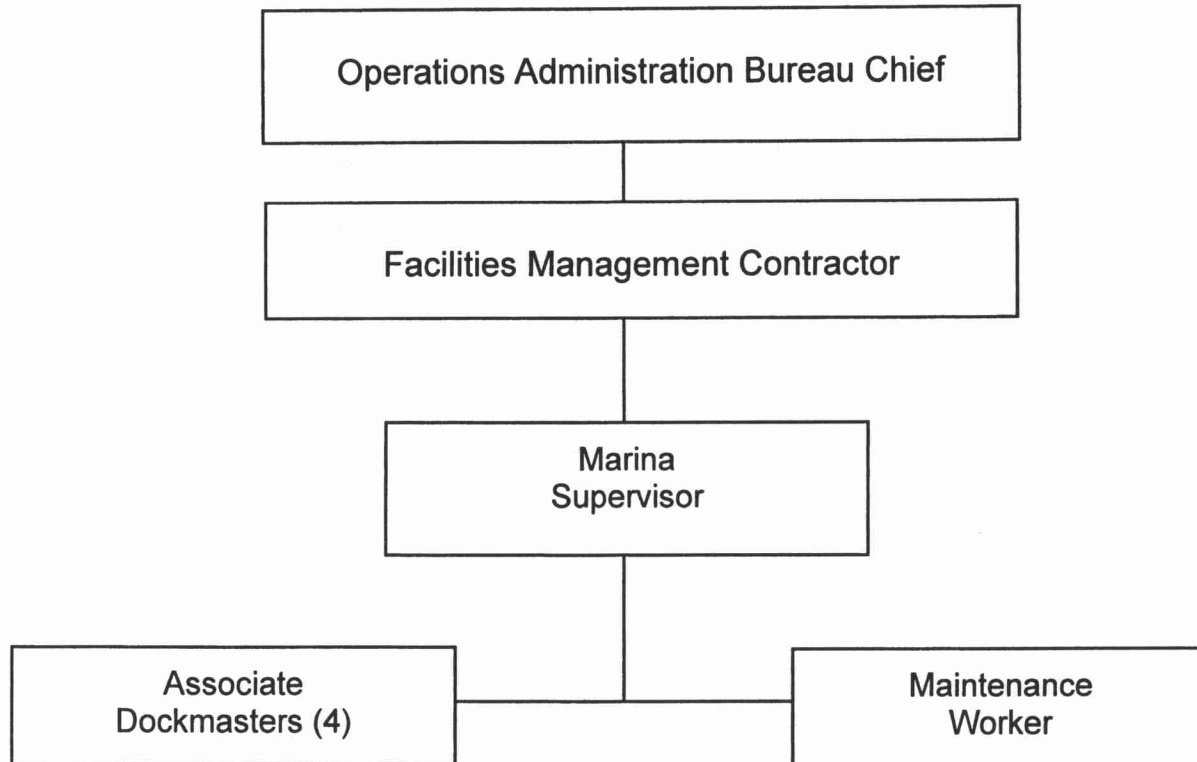 Operations Administration Bureau Chief
Facilities Management Contractor
Marina
Supervisor
Associate
Dockmasters (4)
Maintenance
Worker